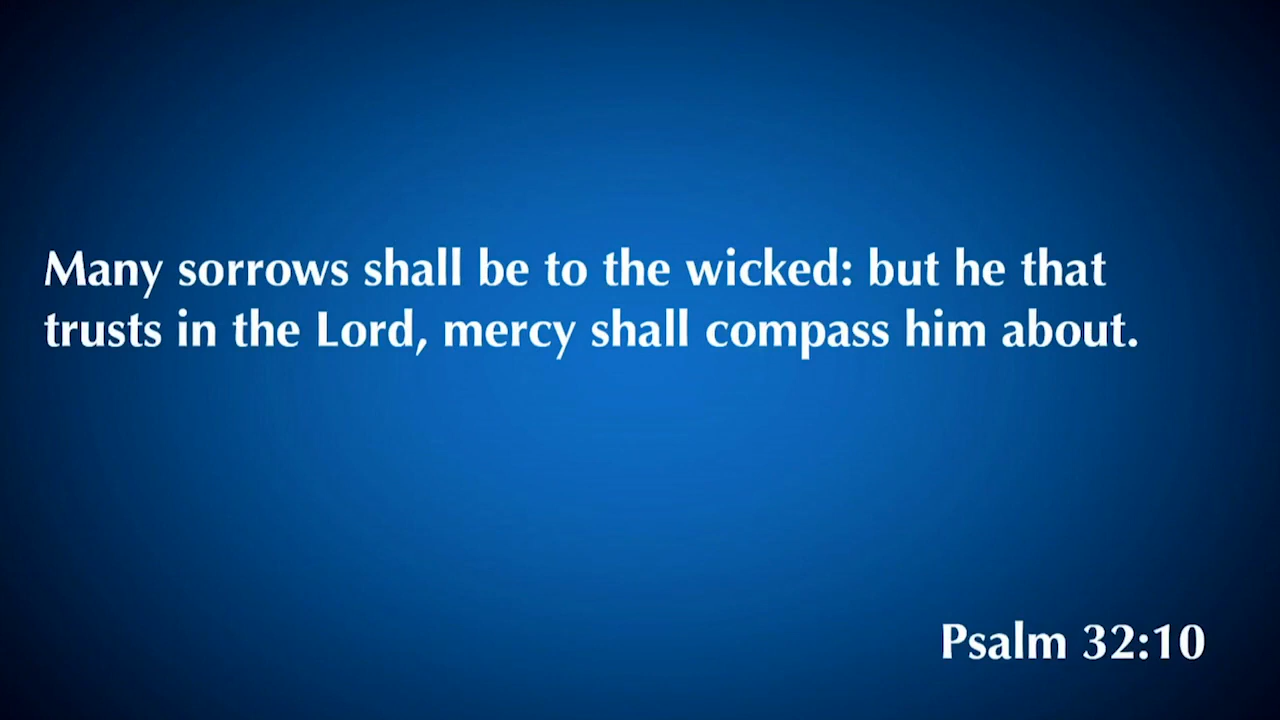 Many sorrows shall be to the wicked: but he that
trusts in the Lord, mercy shall compass him about.
Psalm 32:10